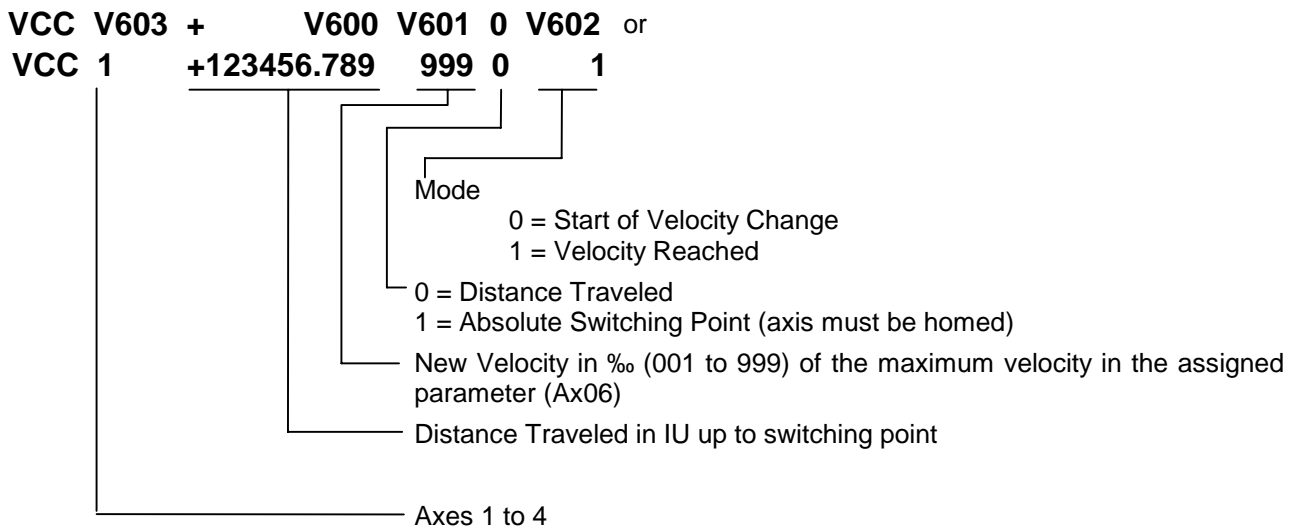 VCC V603 + V600 V601 0 V602 or
VCC 1 +123456.789 999 0 1
Mode
0 = Start of Velocity Change
1 = Velocity Reached
0 = Distance Traveled
1 = Absolute Switching Point (axis must be homed)
New Velocity in ‰ (001 to 999) of the maximum velocity in the assigned
parameter (Ax06)
Distance Traveled in IU up to switching point
Axes 1 to 4